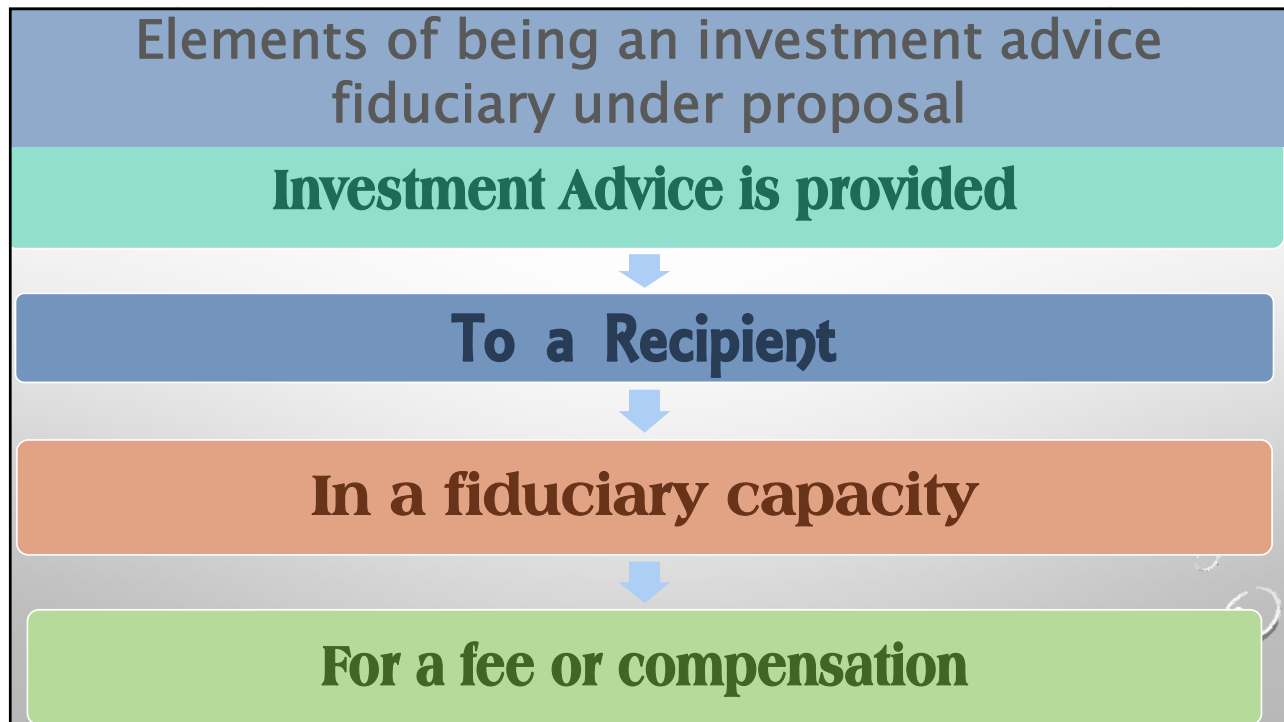 Elements of being an investment advice
fiduciary under proposal
Investment Advice is provided
To a Recipient
In a fiduciary capacity
For a fee or compensation